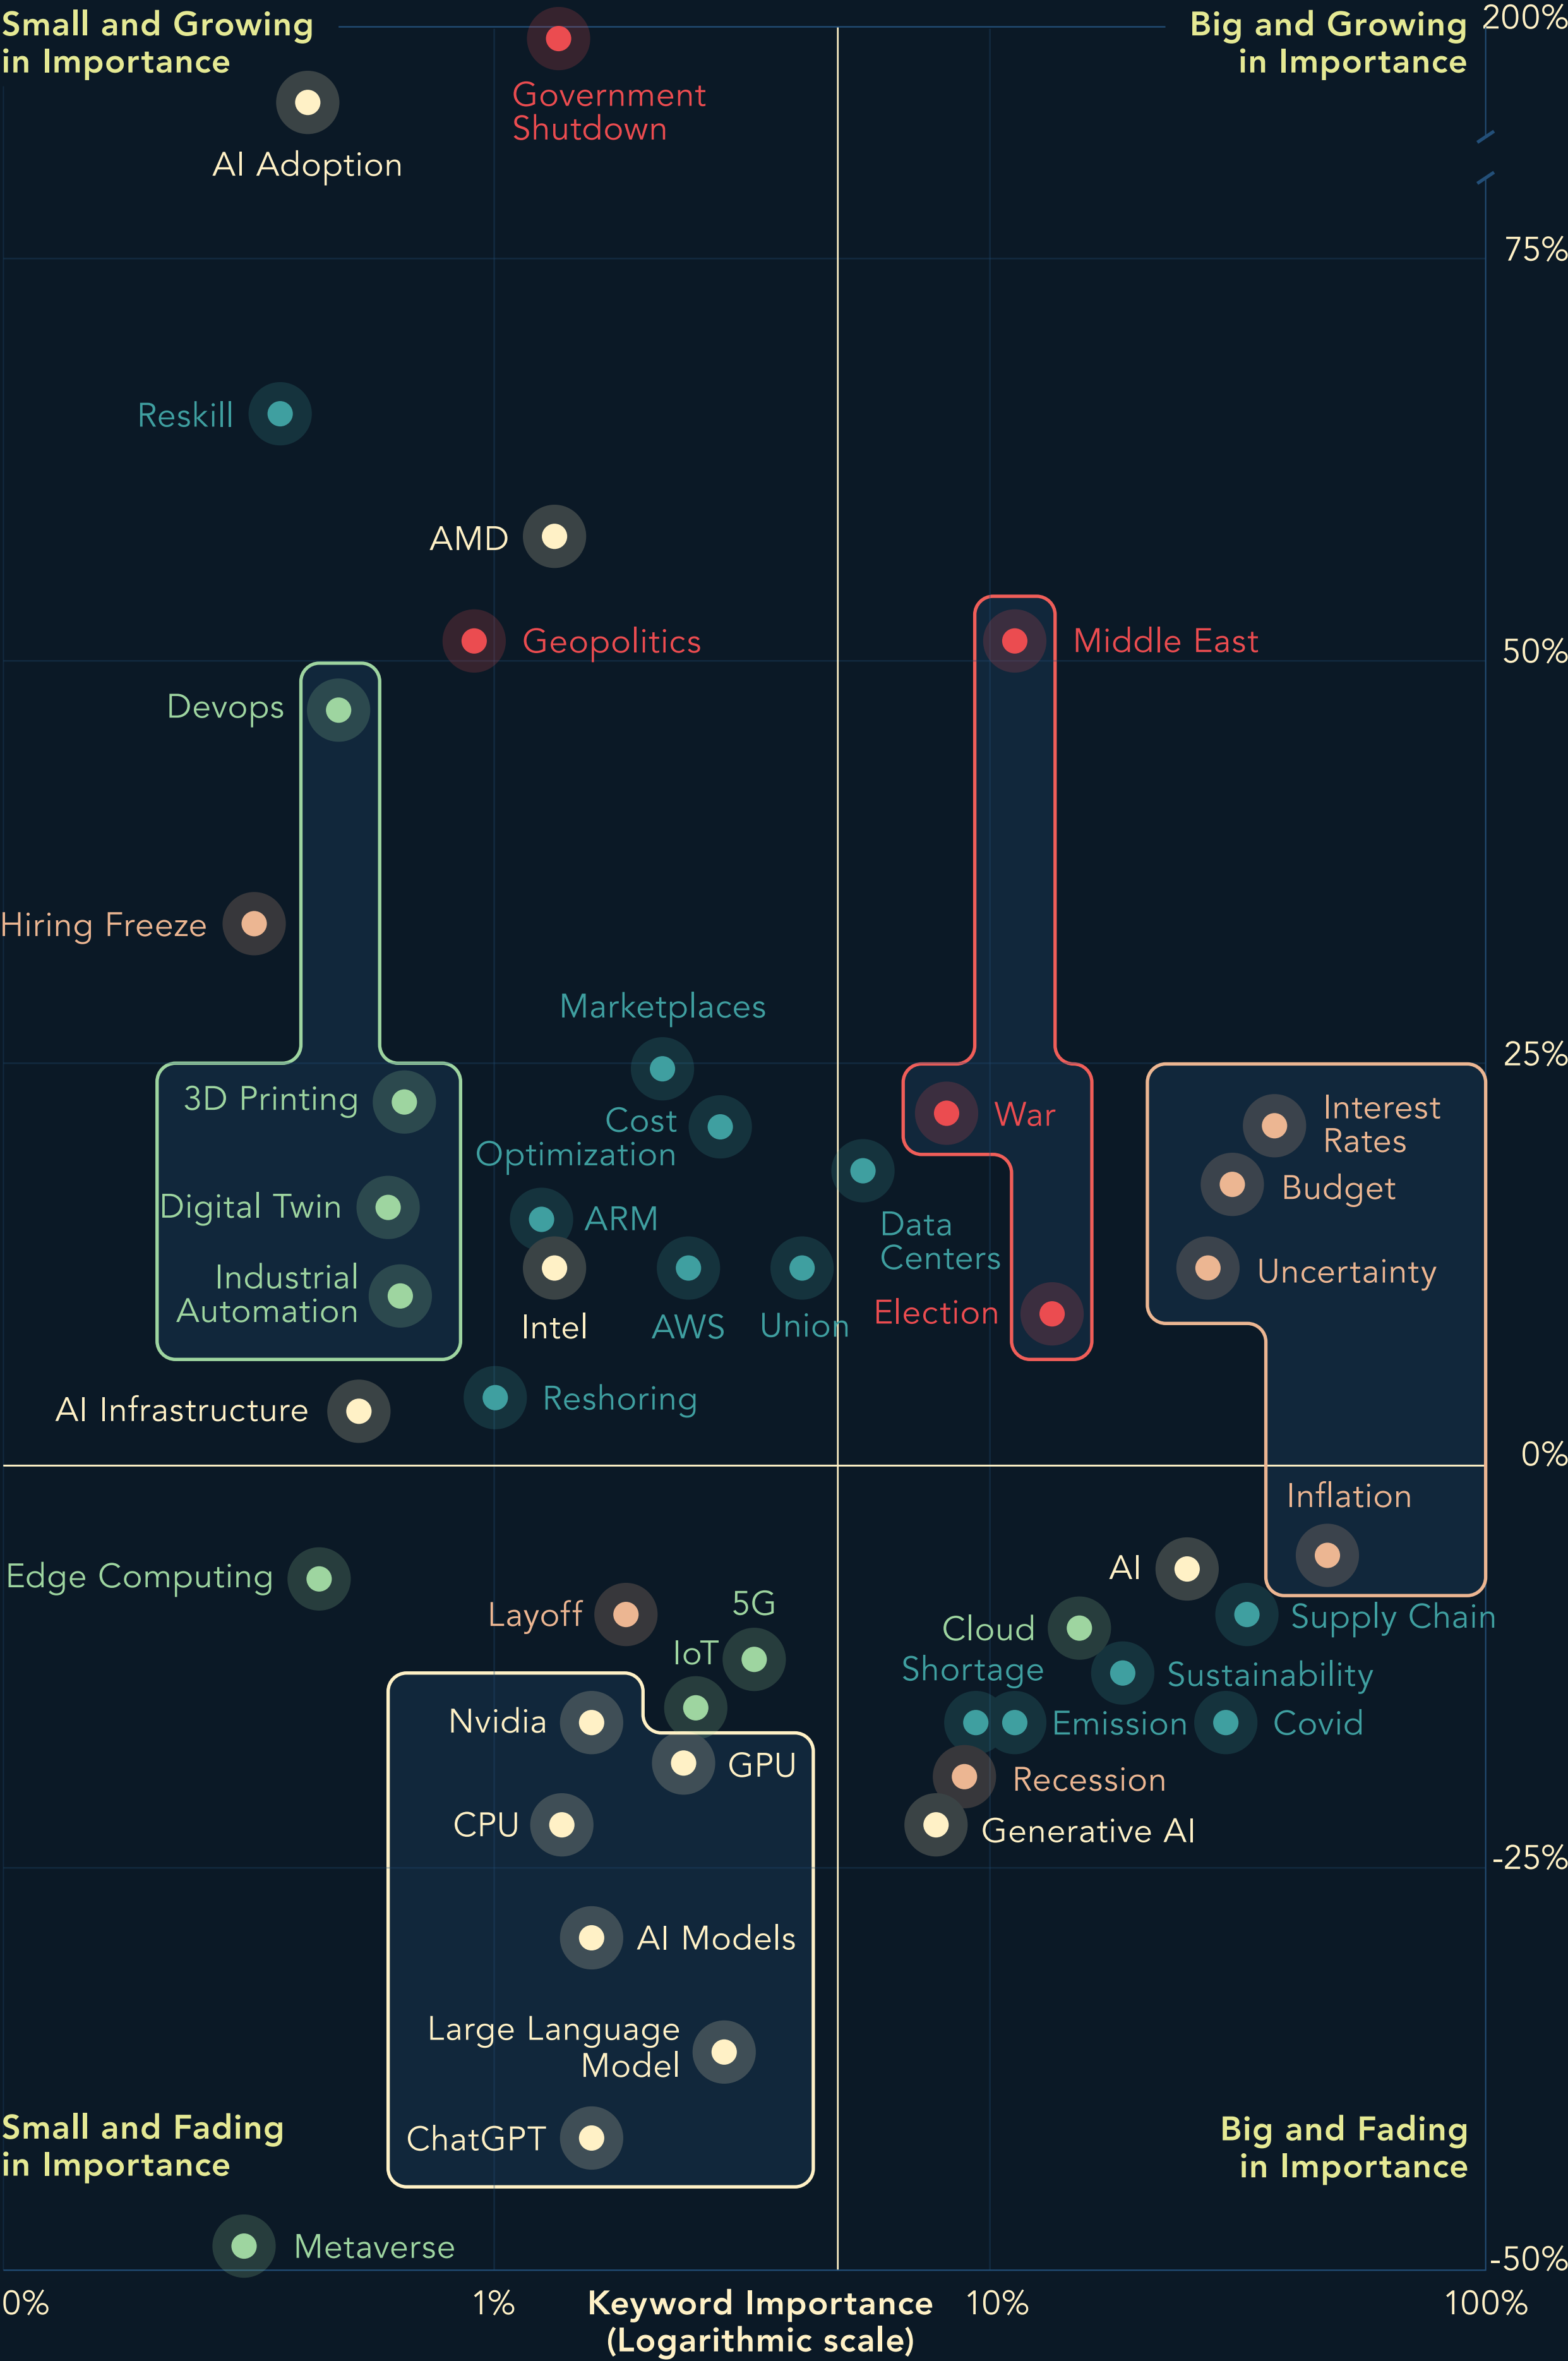 Small and Growing
in Importance
Big and Growing
in Importance
200%
Government
Shutdown
AI Adoption
75%
Reskill
AMD
Geopolitics
Middle East
50%
Devops
Hiring Freeze
Marketplaces
25%
3D Printing
Cost
Optimization
War
Interest
Rates
Budget
Digital Twin
ARM
Data
Centers
Uncertainty
Industrial
Automation
Intel
AWS
Union
Election
AI Infrastructure
Reshoring
0%
Inflation
Edge Computing
AI
Layoff
5G
Cloud
Supply Chain
IoT
Shortage
Sustainability
Nvidia
Emission
Covid
GPU
Recession
CPU
Generative AI
-25%
AI Models
Large Language
Model
ChatGPT
Small and Fading
in Importance
Big and Fading
in Importance
Metaverse
-50%
0%
1%
Keyword Importance
(Logarithmic scale)
10%
100%